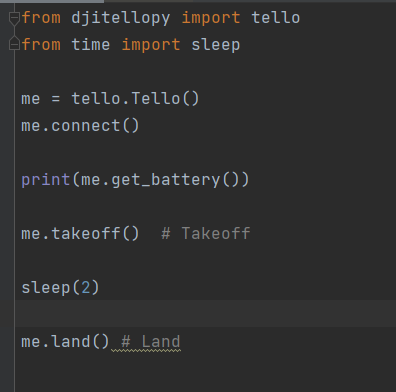 from djitellopy import tello
from time import sleep
me = tello.Tello()
me.connect()
print(me.get_battery())
me.takeoff()  # Takeoff
sleep(2)
me.land() # Land